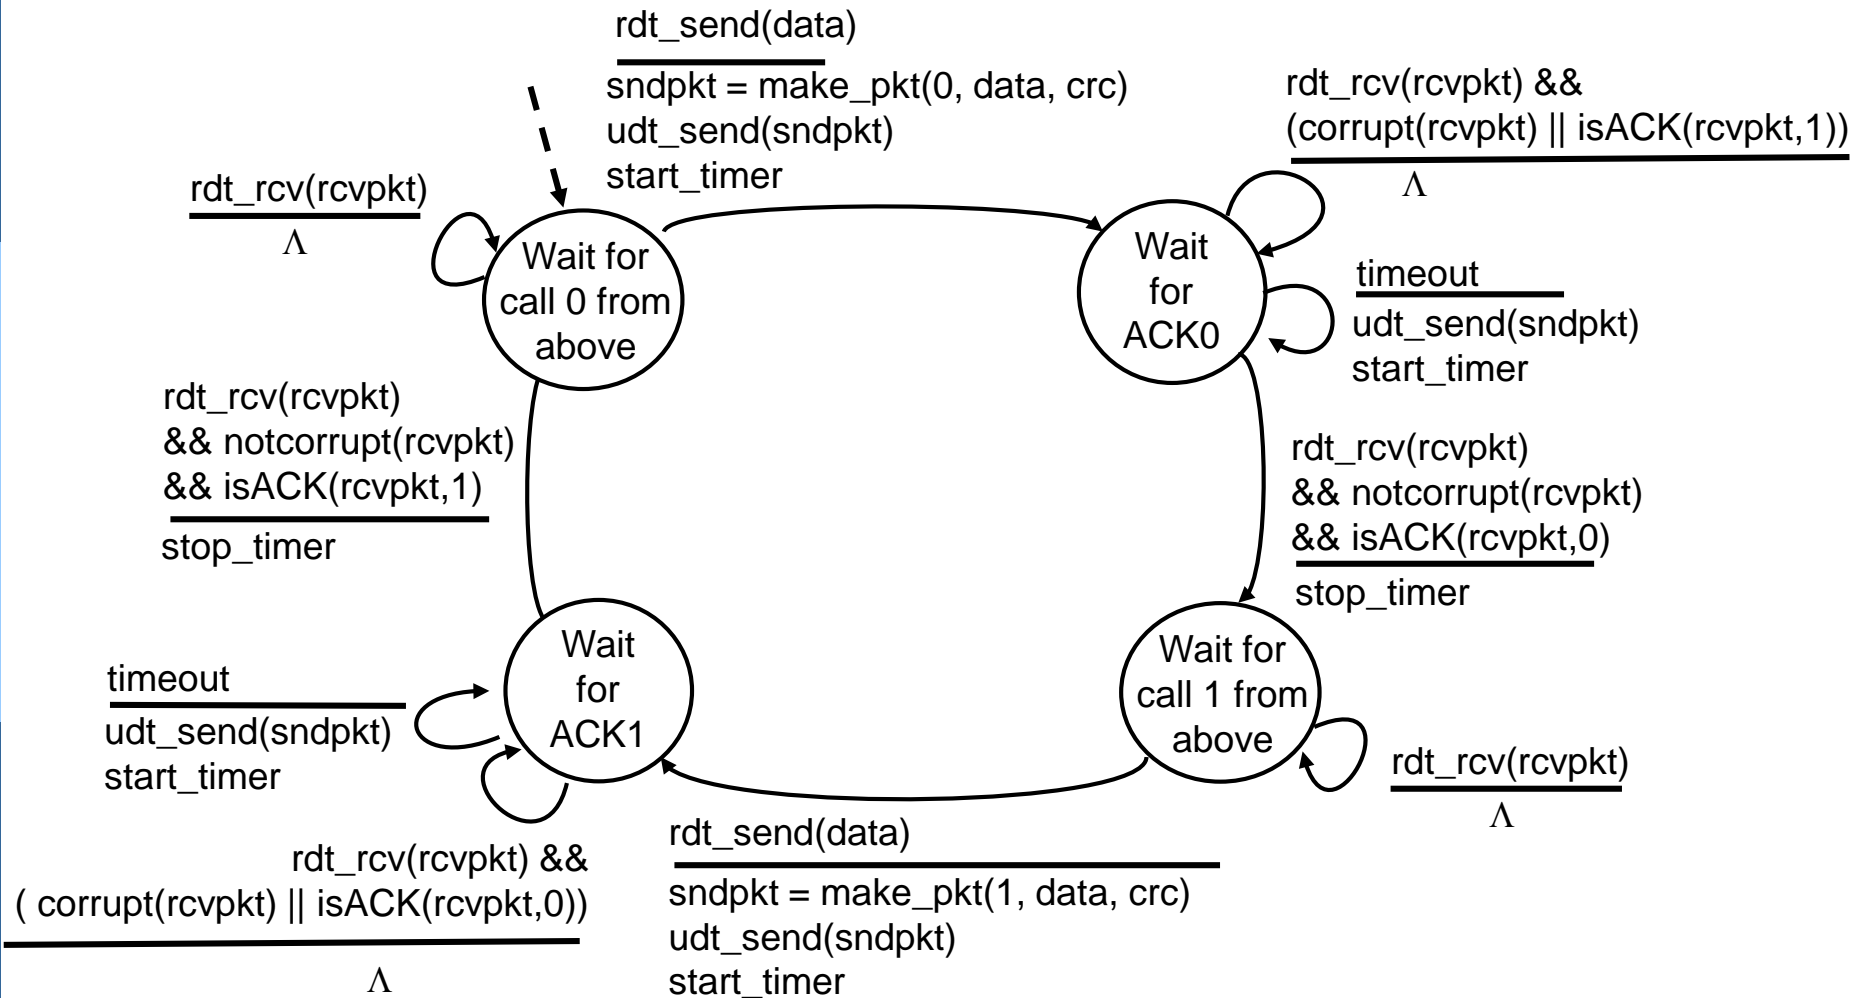 rdt_send(data)
sndpkt = make_pkt(0, data, crc)
udt_send(sndpkt)
start_timer
rdt_rcv(rcvpkt) &&
(corrupt(rcvpkt) || isACK(rcvpkt,1))
Λ
rdt_rcv(rcvpkt)
Λ
Wait for
call 0 from
above
Wait
for
ACK0
timeout
udt_send(sndpkt)
start_timer
rdt_rcv(rcvpkt)
&& notcorrupt(rcvpkt)
&& isACK(rcvpkt,1)
stop_timer
rdt_rcv(rcvpkt)
&& notcorrupt(rcvpkt)
&& isACK(rcvpkt,0)
stop_timer
Wait
for
ACK1
Wait for
call 1 from
above
timeout
udt_send(sndpkt)
start_timer
rdt_rcv(rcvpkt)
Λ
rdt_rcv(rcvpkt) &&
( corrupt(rcvpkt) || isACK(rcvpkt,0))
Λ
rdt_send(data)
sndpkt = make_pkt(1, data, crc)
udt_send(sndpkt)
start_timer